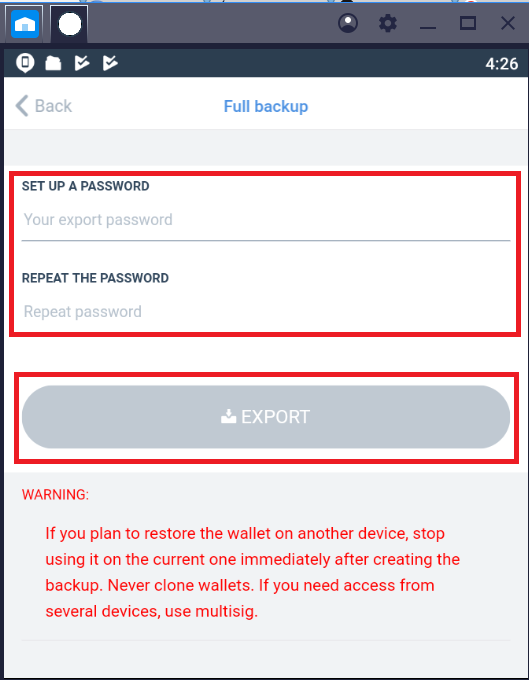 4:26
Back
Full backup
SET UP A PASSWORD
Your export password
REPEAT THE PASSWORD
Repeat password
EXPORT
WARNING:
If you plan to restore the wallet on another device, stop
using it on the current one immediately after creating the
backup. Never clone wallets. If you need access from
several devices, use multisig.